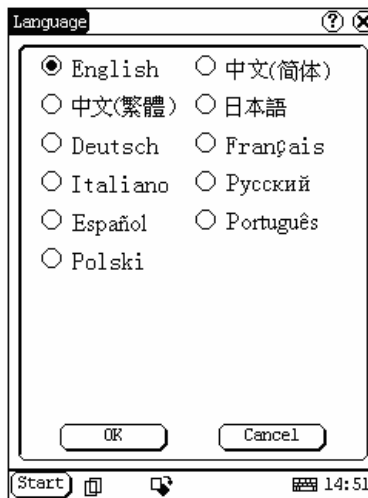 Language ?
English 中文(简体)
中文(繁體) 日本語
Deutsch Français
Italiano Русский
Español Português
Polski
OK Cancel
Start 14:51